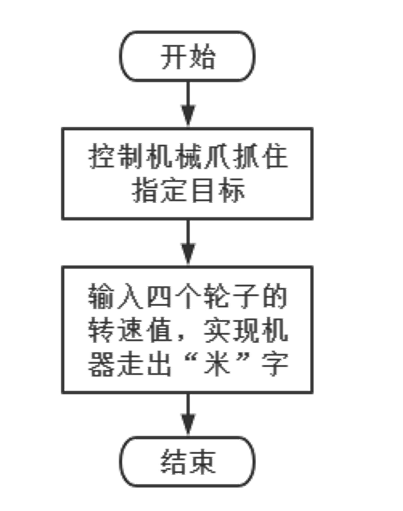 开始
控制机械爪抓住
指定目标
输入四个轮子的
转速值，实现机
器走出“米”字
结束